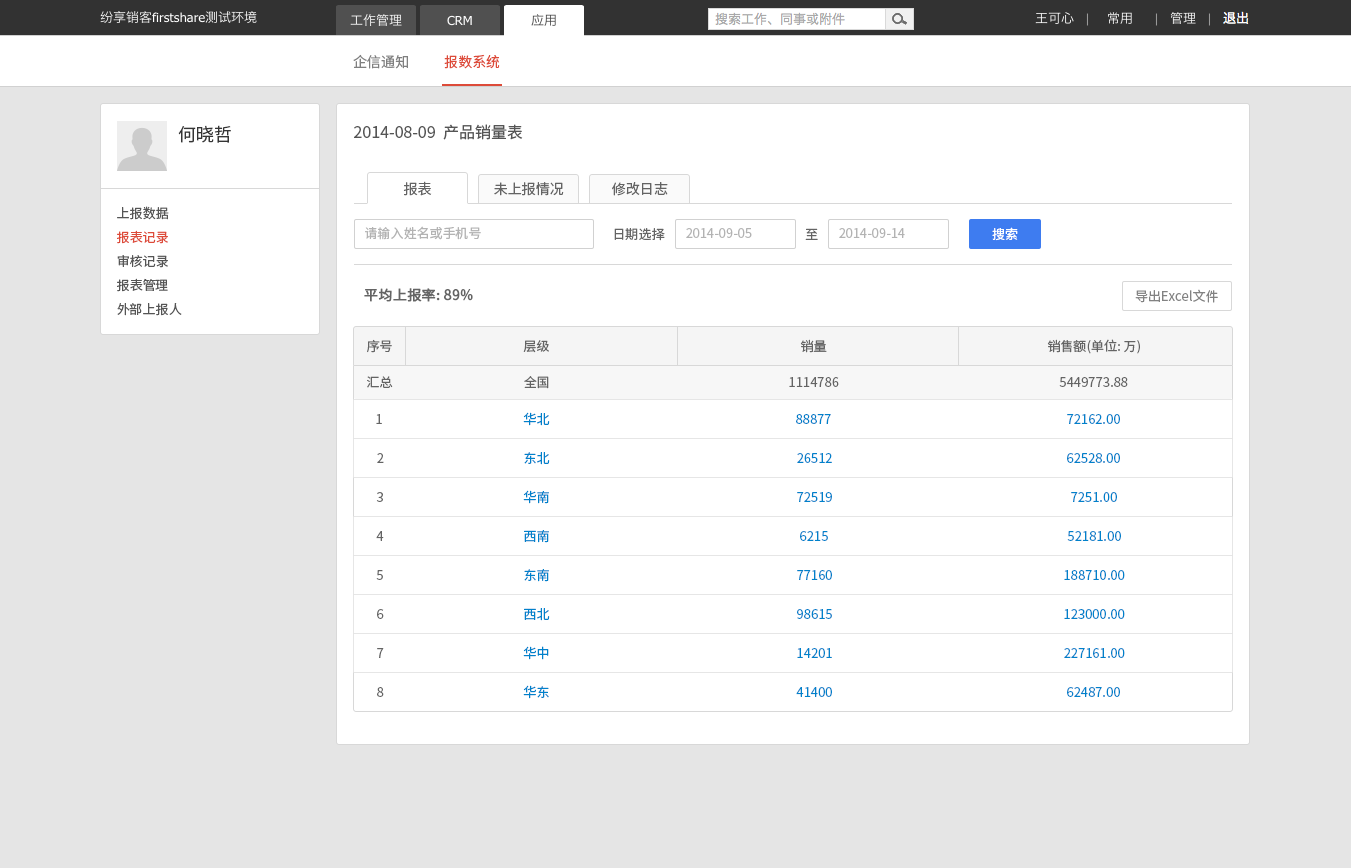 纷享销客firstshare测试环境 工作管理 CRM 应用 搜索工作、同事或附件 王可心 | 常用 | 管理 | 退出
企信通知 报数系统
何晓哲
上报数据
报表记录
审核记录
报表管理
外部上报人
2014-08-09 产品销量表
报表 未上报情况 修改日志
请输入姓名或手机号 日期选择 2014-09-05 至 2014-09-14 搜索
平均上报率: 89% 导出Excel文件
序号 层级 销量 销售额(单位: 万)
汇总 全国 1114786 5449773.88
1 华北 88877 72162.00
2 东北 26512 62528.00
3 华南 72519 7251.00
4 西南 6215 52181.00
5 东南 77160 188710.00
6 西北 98615 123000.00
7 华中 14201 227161.00
8 华东 41400 62487.00